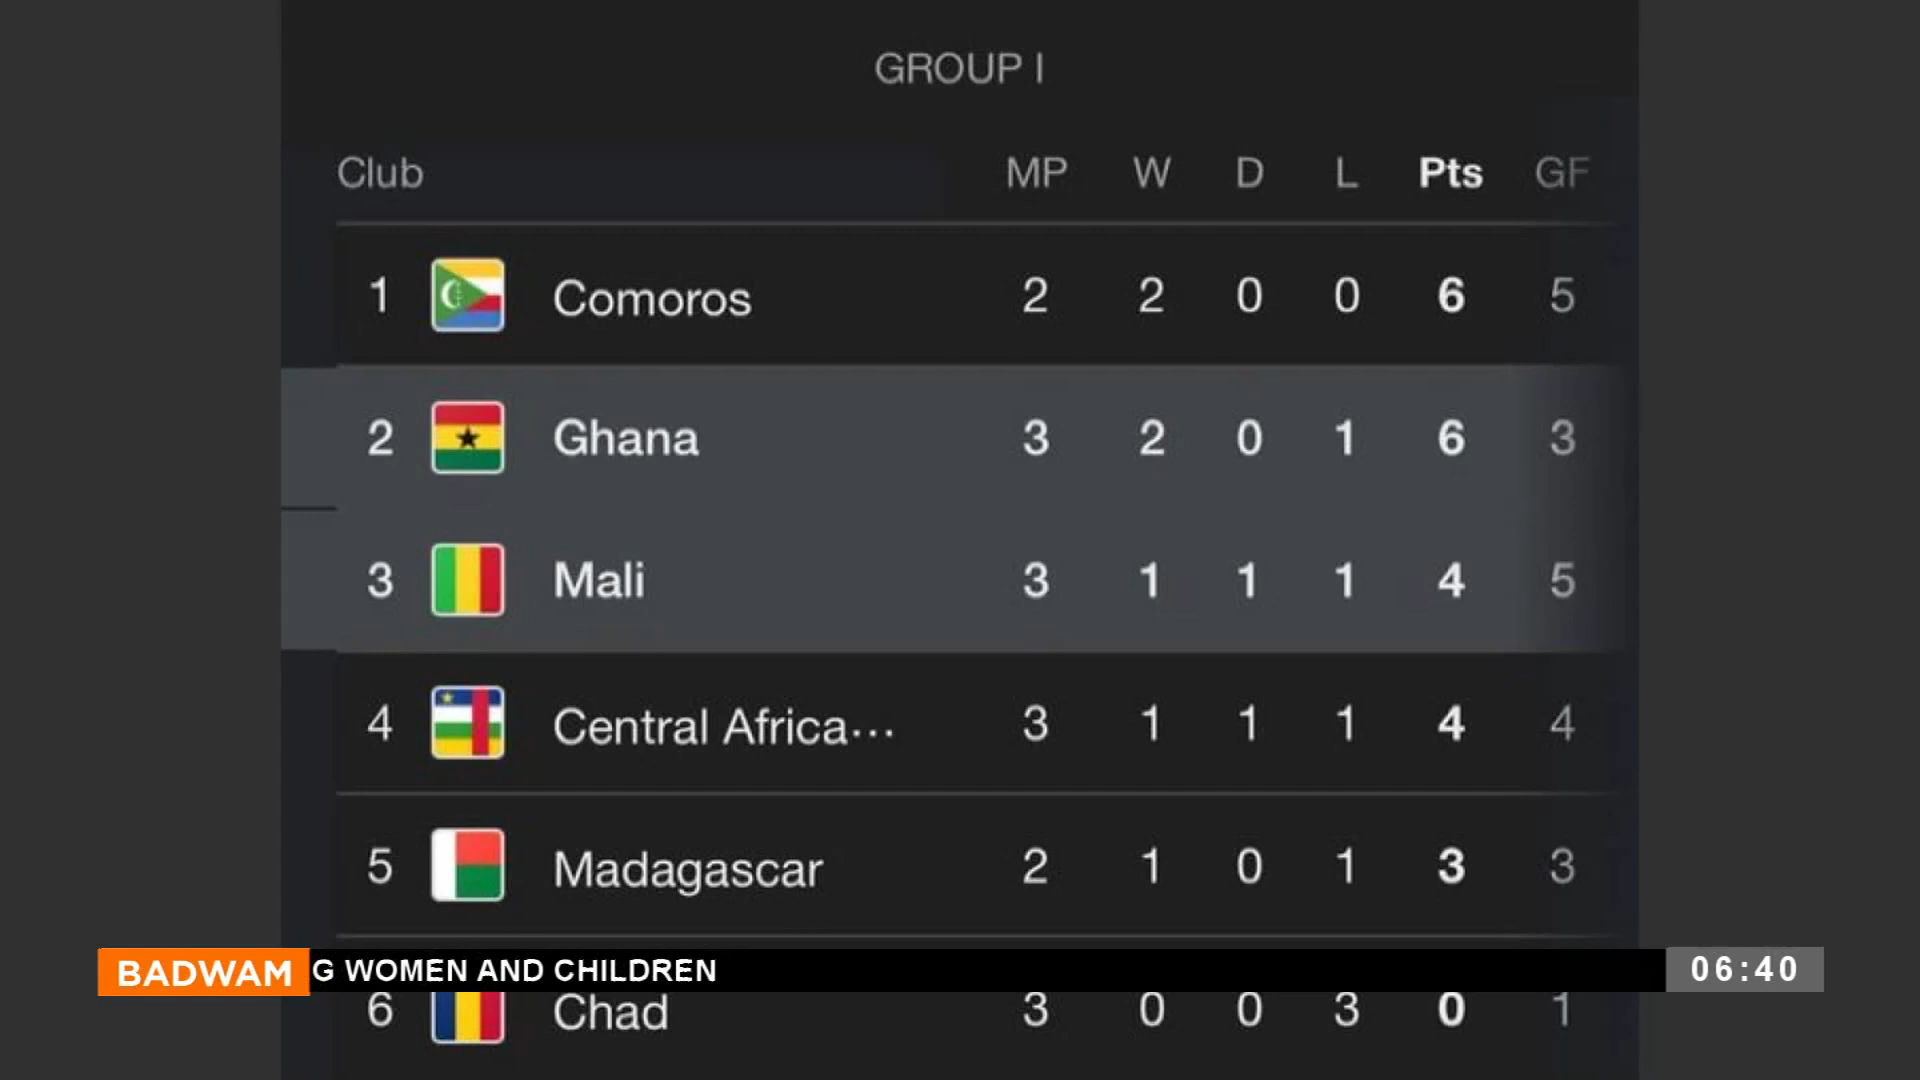 GROUP I
Club MP W D L Pts GF
1 Comoros 2 2 0 0 6 5
2 Ghana 3 2 0 1 6 3
3 Mali 3 1 1 1 4 5
4 Central Africa... 3 1 1 1 4 4
5 Madagascar 2 1 0 1 3 3
BADWAM G WOMEN AND CHILDREN 06:40
6 Chad 3 0 0 3 0 1